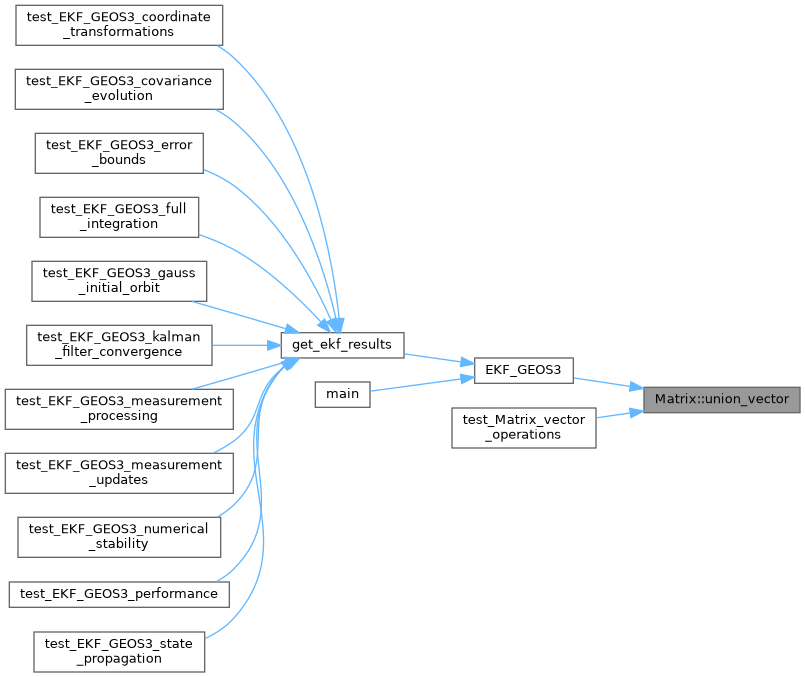 test_EKF_GEOS3_coordinate
_transformations
test_EKF_GEOS3_covariance
_evolution
test_EKF_GEOS3_error
_bounds
test_EKF_GEOS3_full
_integration
test_EKF_GEOS3_gauss
_initial_orbit
test_EKF_GEOS3_kalman
_filter_convergence
test_EKF_GEOS3_measurement
_processing
test_EKF_GEOS3_measurement
_updates
test_EKF_GEOS3_numerical
_stability
test_EKF_GEOS3_performance
test_EKF_GEOS3_state
_propagation
get_ekf_results
main
EKF_GEOS3
test_Matrix_vector
_operations
Matrix::union_vector